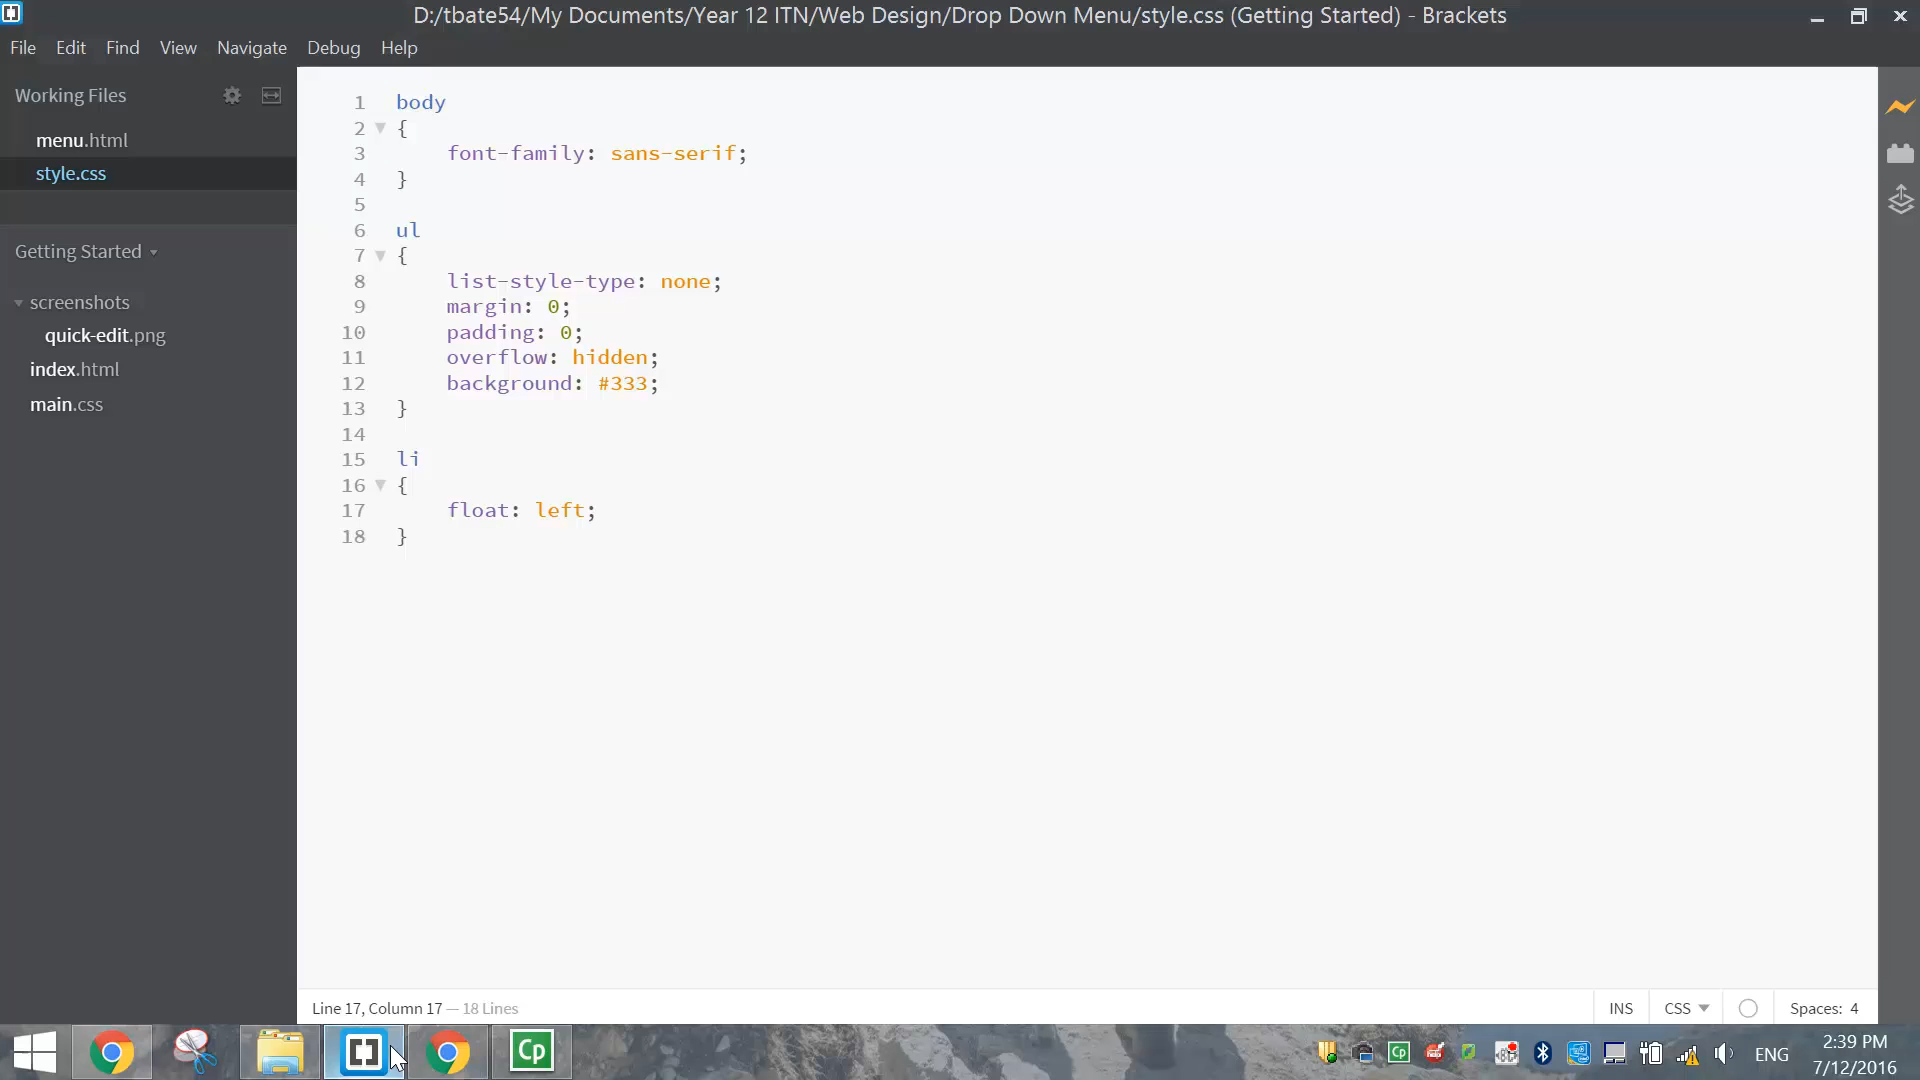 D:/tbate54/My Documents/Year 12 ITN/Web Design/Drop Down Menu/style.css (Getting Started) - Brackets
File Edit Find View Navigate Debug Help
Working Files
menu.html
style.css
Getting Started
screenshots
quick-edit.png
index.html
main.css
1 body
2 {
3 font-family: sans-serif;
4 }
5
6 ul
7 {
8 list-style-type: none;
9 margin: 0;
10 padding: 0;
11 overflow: hidden;
12 background: #333;
13 }
14
15 li
16 {
17 float: left;
18 }
Line 17, Column 17 — 18 Lines
INS CSS Spaces: 4
Cp
Cp
ENG
2:39 PM
7/12/2016